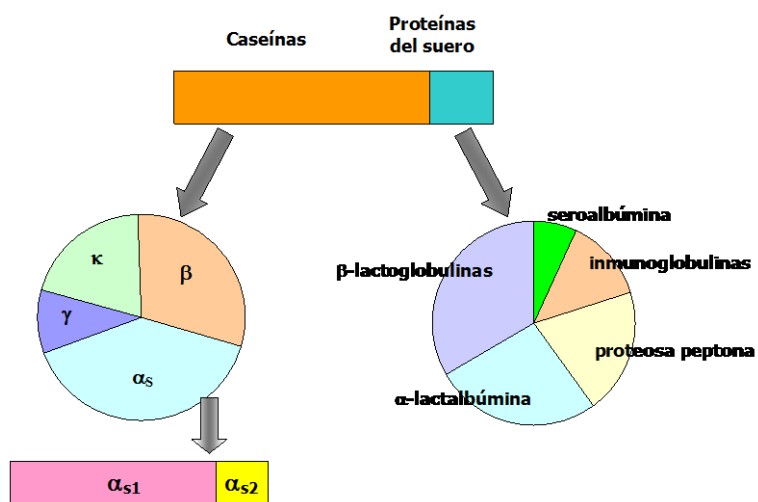 Caseínas
Proteínas
del suero
seroalbúmina
κ
β
β-lactoglobulinas
inmunoglobulinas
γ
proteosa peptona
αS
α-lactalbúmina
αs1
αs2